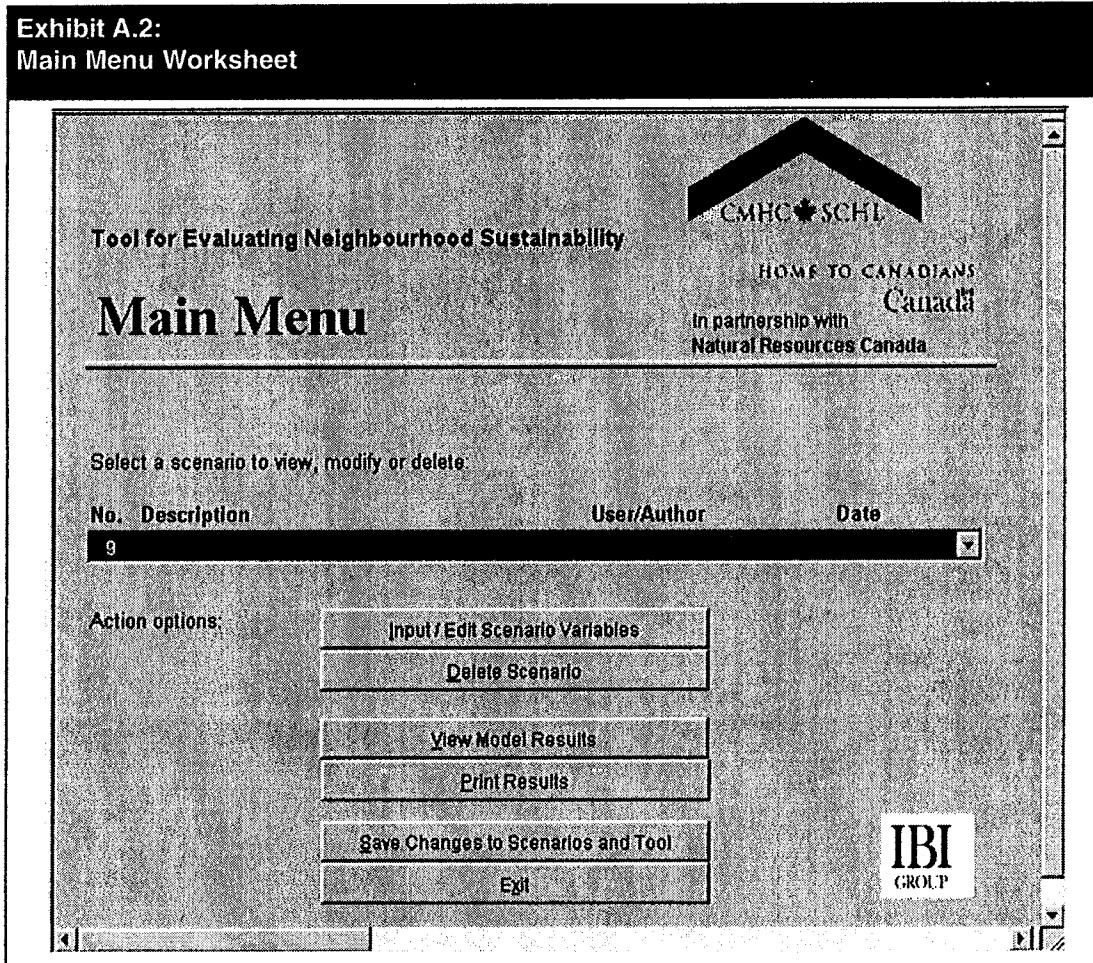 Exhibit A.2:
Main Menu Worksheet
CMHC SCHL
Tool for Evaluating Neighbourhood Sustainability
HOME TO CANADIANS
Canada
Main Menu
In partnership with
Natural Resources Canada
Select a scenario to view, modify or delete:
No. Description User/Author Date
9
Action options:
Input / Edit Scenario Variables
Delete Scenario
View Model Results
Print Results
Save Changes to Scenarios and Tool
Exit
IBI
GROUP